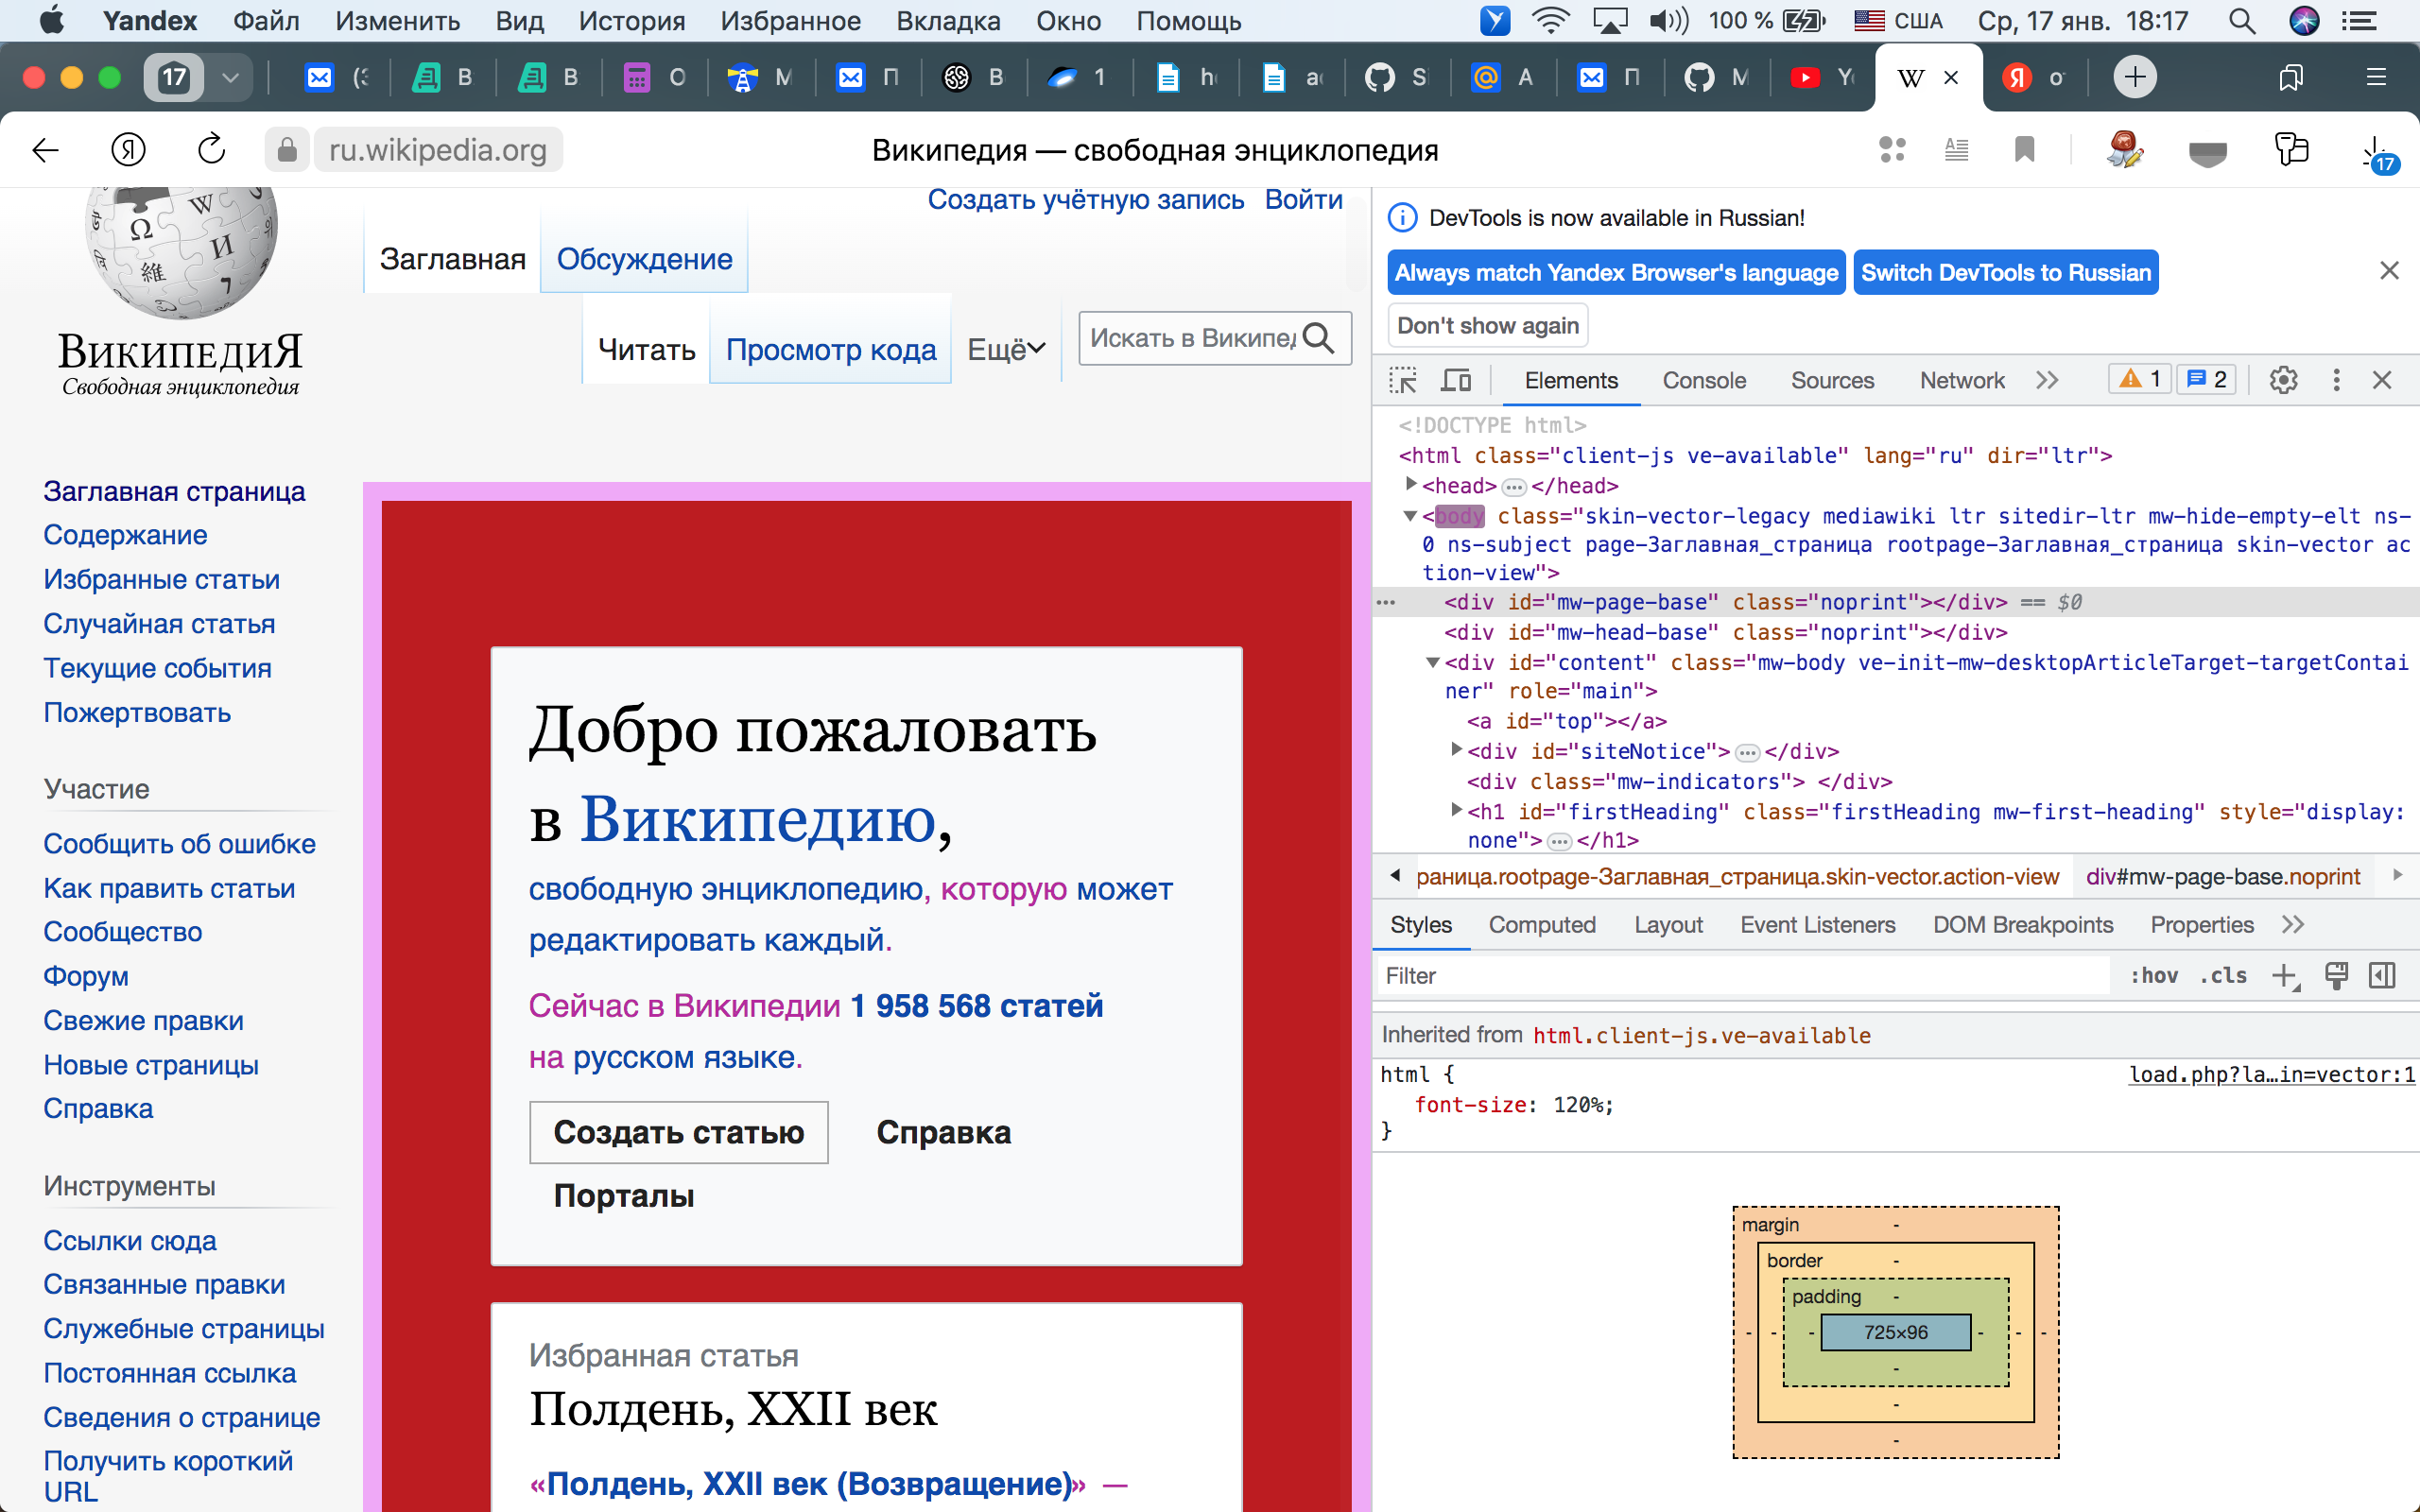 Yandex Файл Изменить Вид История Избранное Вкладка Окно Помощь 100 % США Ср, 17 янв. 18:17
17 В В О М П В 1 S А П М W Я
ru.wikipedia.org Википедия — свободная энциклопедия 17
Создать учётную запись Войти
Заглавная Обсуждение
Читать Просмотр кода Ещё Искать в
ВикипедиЯ
Свободная энциклопедия
Заглавная страница
Содержание
Избранные статьи
Случайная статья
Текущие события
Пожертвовать
Участие
Сообщить об ошибке
Как править статьи
Сообщество
Форум
Свежие правки
Новые страницы
Справка
Инструменты
Ссылки сюда
Связанные правки
Служебные страницы
Постоянная ссылка
Сведения о странице
Получить короткий
URL
Добро пожаловать
в Википедию,
свободную энциклопедию, которую может
редактировать каждый.
Сейчас в Википедии 1 958 568 статей
на русском языке.
Создать статью Справка
Порталы
Избранная статья
Полдень, XXII век
«Полдень, XXII век (Возвращение)» —
DevTools is now available in Russian!
Always match Yandex Browser's language Switch DevTools to Russian
Don't show again
Elements Console Sources Network 1 2
<!DOCTYPE html>
<html class="client-js ve-available" lang="ru" dir="ltr">
<head> ••• </head>
<body class="skin-vector-legacy mediawiki ltr sitedir-ltr mw-hide-empty-elt ns-
0 ns-subject page-Заглавная_страница rootpage-Заглавная_страница skin-vector ac
tion-view">
<div id="mw-page-base" class="noprint"></div> == $0
<div id="mw-head-base" class="noprint"></div>
<div id="content" class="mw-body ve-init-mw-desktopArticleTarget-targetContai
ner" role="main">
<a id="top"></a>
<div id="siteNotice"> ••• </div>
<div class="mw-indicators"> </div>
<h1 id="firstHeading" class="firstHeading mw-first-heading" style="display:
none"> ••• </h1>
раница.rootpage-Заглавная_страница.skin-vector.action-view div#mw-page-base.noprint
Styles Computed Layout Event Listeners DOM Breakpoints Properties
Filter :hov .cls
Inherited from html.client-js.ve-available
html { load.php?la…in=vector:1
font-size: 120%;
}
margin -
border -
padding -
- - - 725×96 - - -
-
-
-